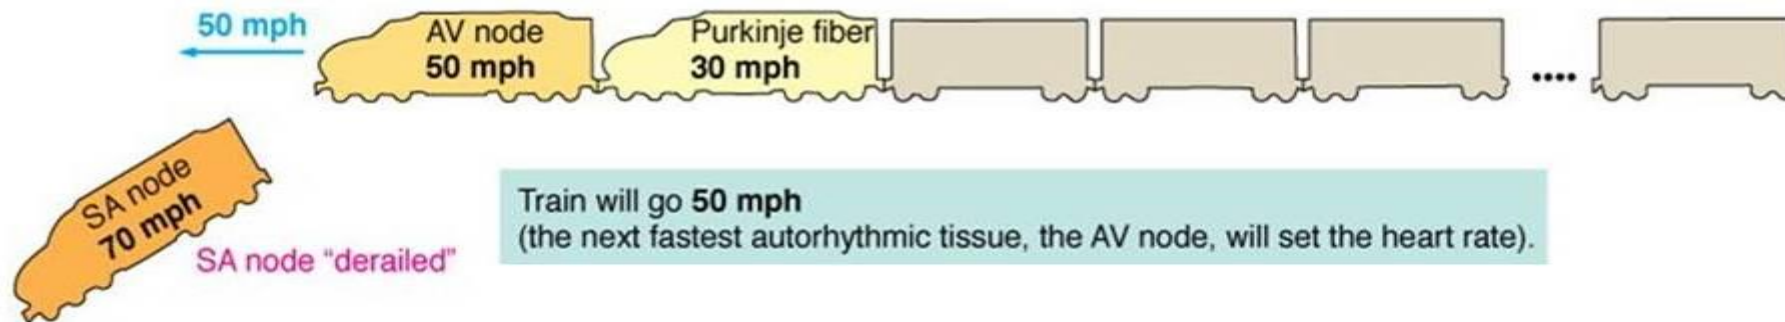 50 mph
AV node
50 mph
Purkinje fiber
30 mph
....
SA node
70 mph
SA node “derailed”
Train will go 50 mph
(the next fastest autorhythmic tissue, the AV node, will set the heart rate).